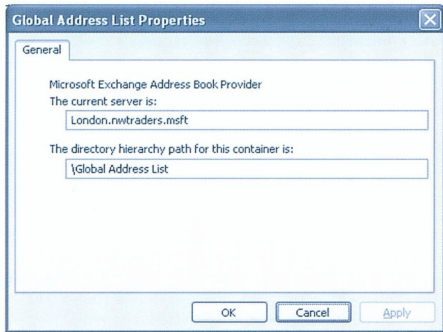 Global Address List Properties
General
Microsoft Exchange Address Book Provider
The current server is:
London.nwtraders.msft
The directory hierarchy path for this container is:
\Global Address List
OK
Cancel
Apply